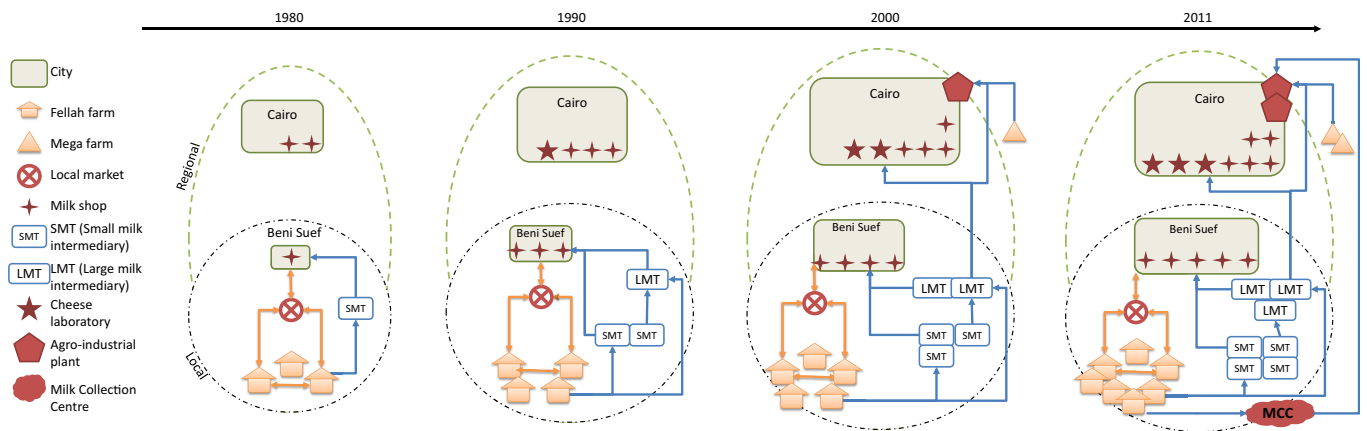 1980
1990
2000
2011
City
Fellah farm
Mega farm
Local market
Milk shop
SMT
SMT (Small milk
intermediary)
LMT
LMT (Large milk
intermediary)
Cheese
laboratory
Agro-industrial
plant
Milk Collection
Centre
Regional
Local
Cairo
Beni Suef
SMT
Cairo
Beni Suef
LMT
SMT
SMT
Cairo
Beni Suef
LMT
LMT
SMT
SMT
SMT
Cairo
Beni Suef
LMT
LMT
LMT
SMT
SMT
SMT
SMT
MCC